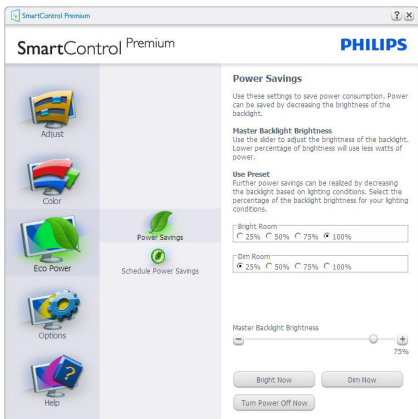 SmartControl Premium
SmartControl Premium
PHILIPS
Adjust
Color
Eco Power
Options
Help
Power Savings
Schedule Power Savings
Power Savings
Use these settings to save power consumption. Power
can be saved by decreasing the brightness of the
backlight.
Master Backlight Brightness
Use the slider to adjust the brightness of the backlight.
Lower percentage of brightness will use less watts of
power.
Use Preset
Further power savings can be realized by decreasing
the backlight based on lighting conditions. Select the
percentage of the backlight brightness for your lighting
conditions.
Bright Room
25% 50% 75% 100%
Dim Room
25% 50% 75% 100%
Master Backlight Brightness
75%
Bright Now Dim Now
Turn Power Off Now